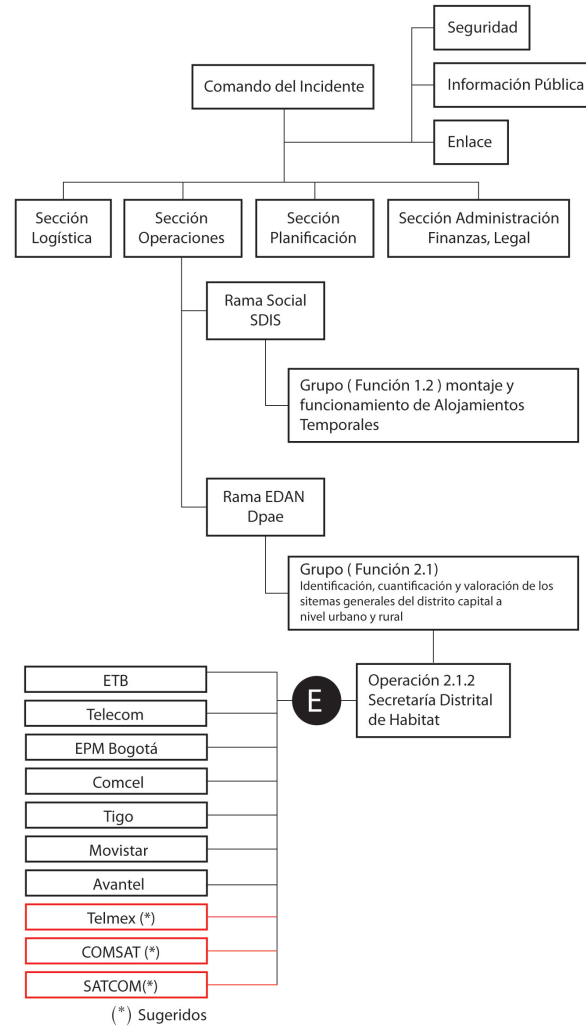 Seguridad
Comando del Incidente
Información Pública
Enlace
Sección
Logística
Sección
Operaciones
Sección
Planificación
Sección Administración
Finanzas, Legal
Rama Social
SDIS
Grupo ( Función 1.2 ) montaje y
funcionamiento de Alojamientos
Temporales
Rama EDAN
Dpae
Grupo ( Función 2.1)
Identificación, cuantificación y valoración de los
sitemas generales del distrito capital a
nivel urbano y rural
Operación 2.1.2
Secretaría Distrital
de Habitat
E
ETB
Telecom
EPM Bogotá
Comcel
Tigo
Movistar
Avantel
Telmex (*)
COMSAT (*)
SATCOM(*)
(*) Sugeridos